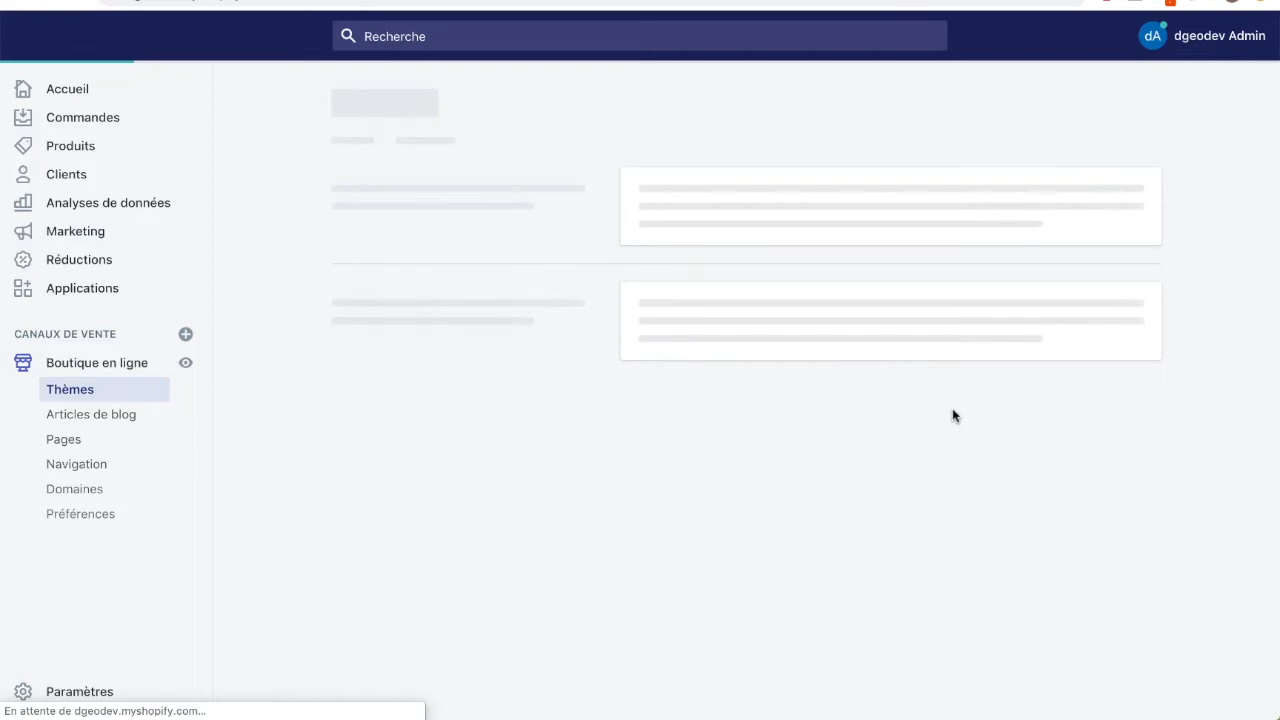 Recherche
dA
dgeodev Admin
Accueil
Commandes
Produits
Clients
Analyses de données
Marketing
Réductions
Applications
CANAUX DE VENTE
Boutique en ligne
Thèmes
Articles de blog
Pages
Navigation
Domaines
Préférences
Paramètres
En attente de dgeodev.myshopify.com...